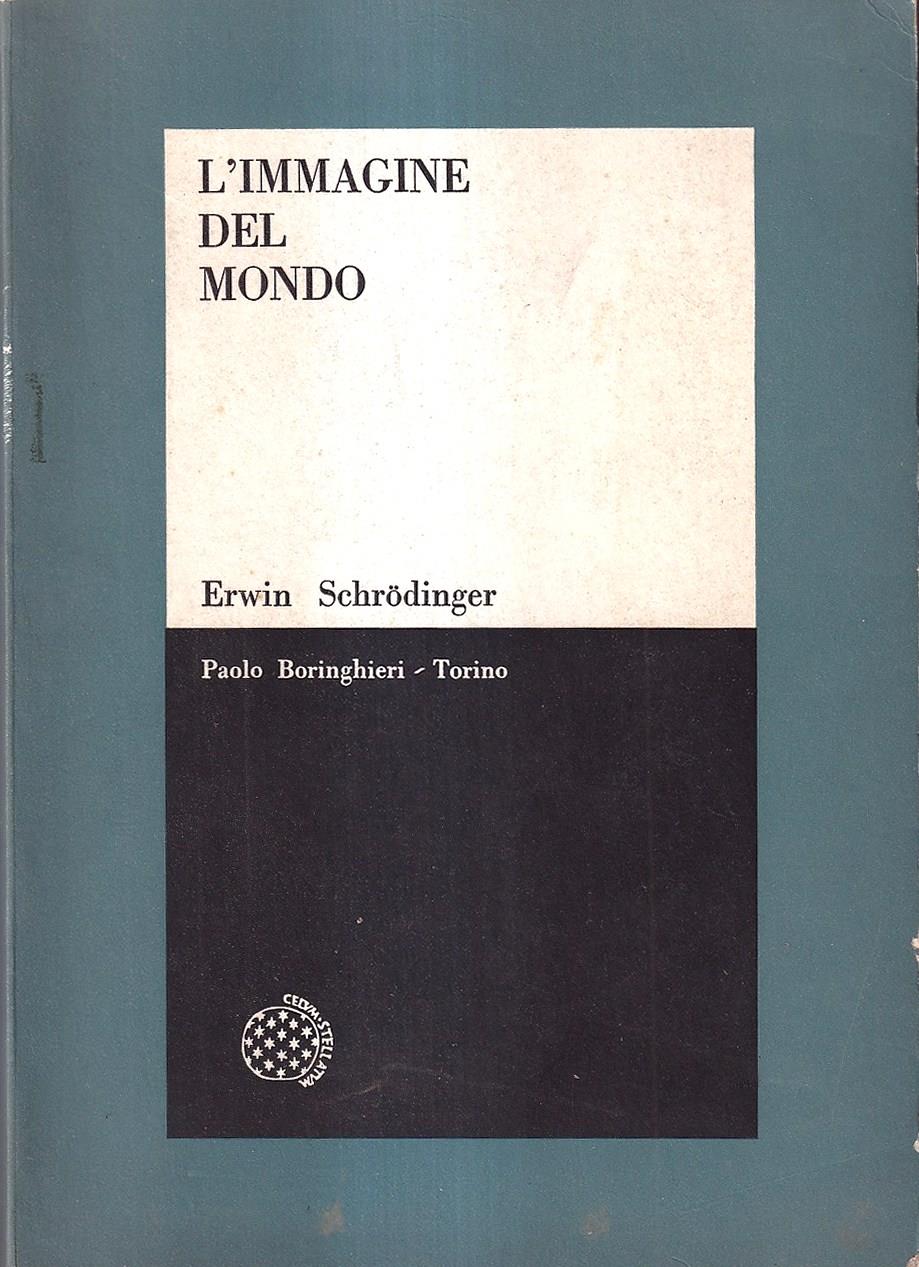 L'IMMAGINE
DEL
MONDO
Erwin Schrödinger
Paolo Boringhieri - Torino
CELVM·STELLATVM